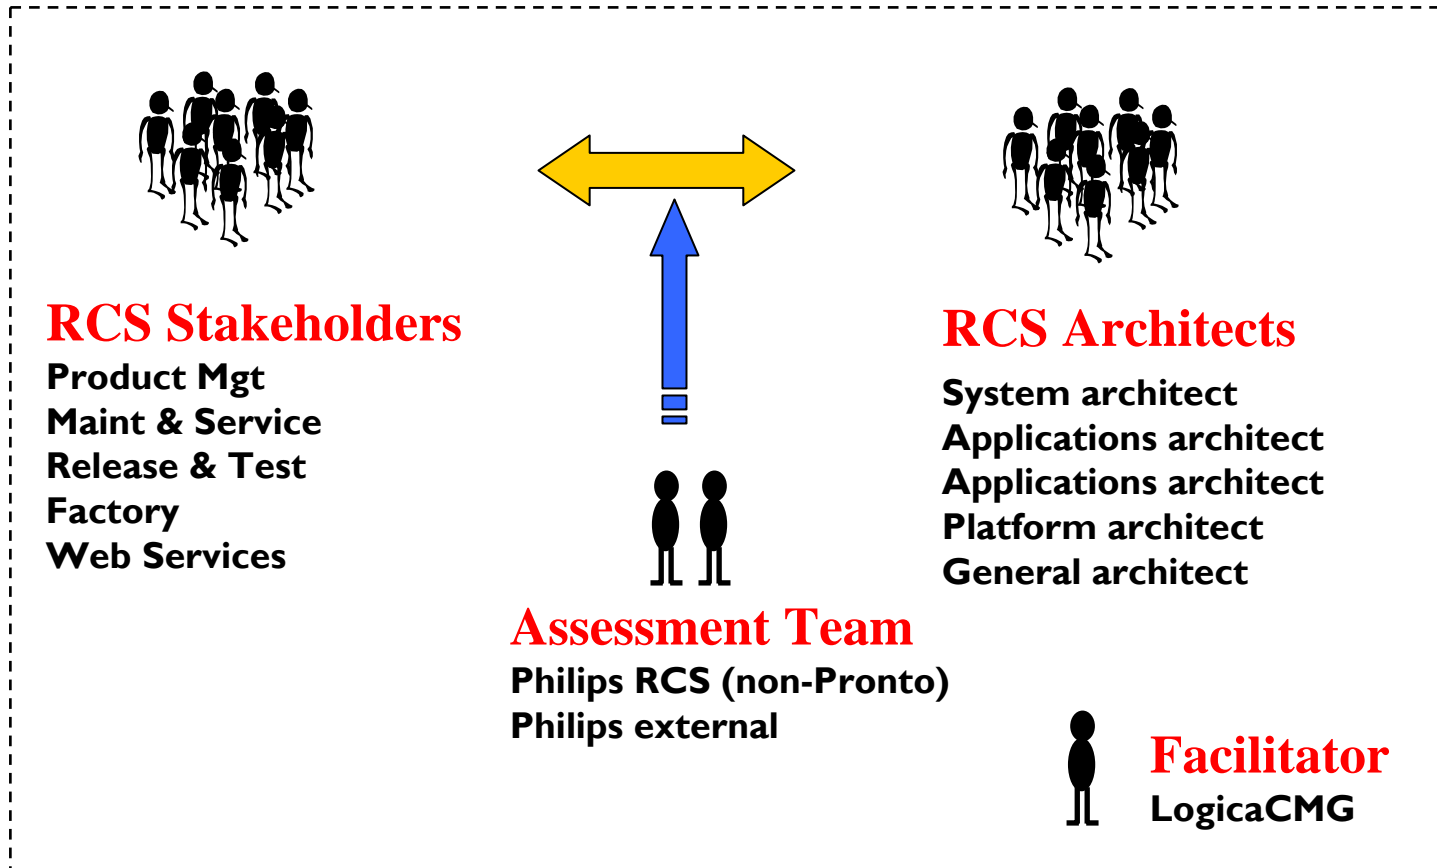 RCS Stakeholders
Product Mgt
Maint & Service
Release & Test
Factory
Web Services
RCS Architects
System architect
Applications architect
Applications architect
Platform architect
General architect
Assessment Team
Philips RCS (non-Pronto)
Philips external
Facilitator
LogicaCMG